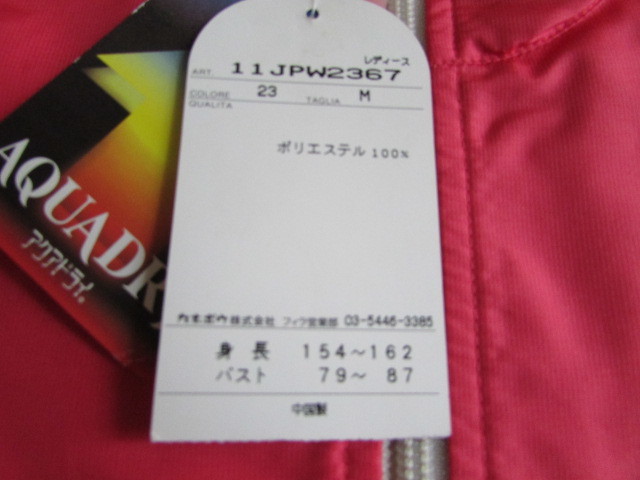 レディース
ART. 11JPW2367
COLORE 23 TAGLIA M
QUALITA
ポリエステル 100%
カネボウ株式会社 フィラ営業部 03-5446-3385
身長 154〜162
バスト 79〜 87
中国製
AQUADR
アクアドライ